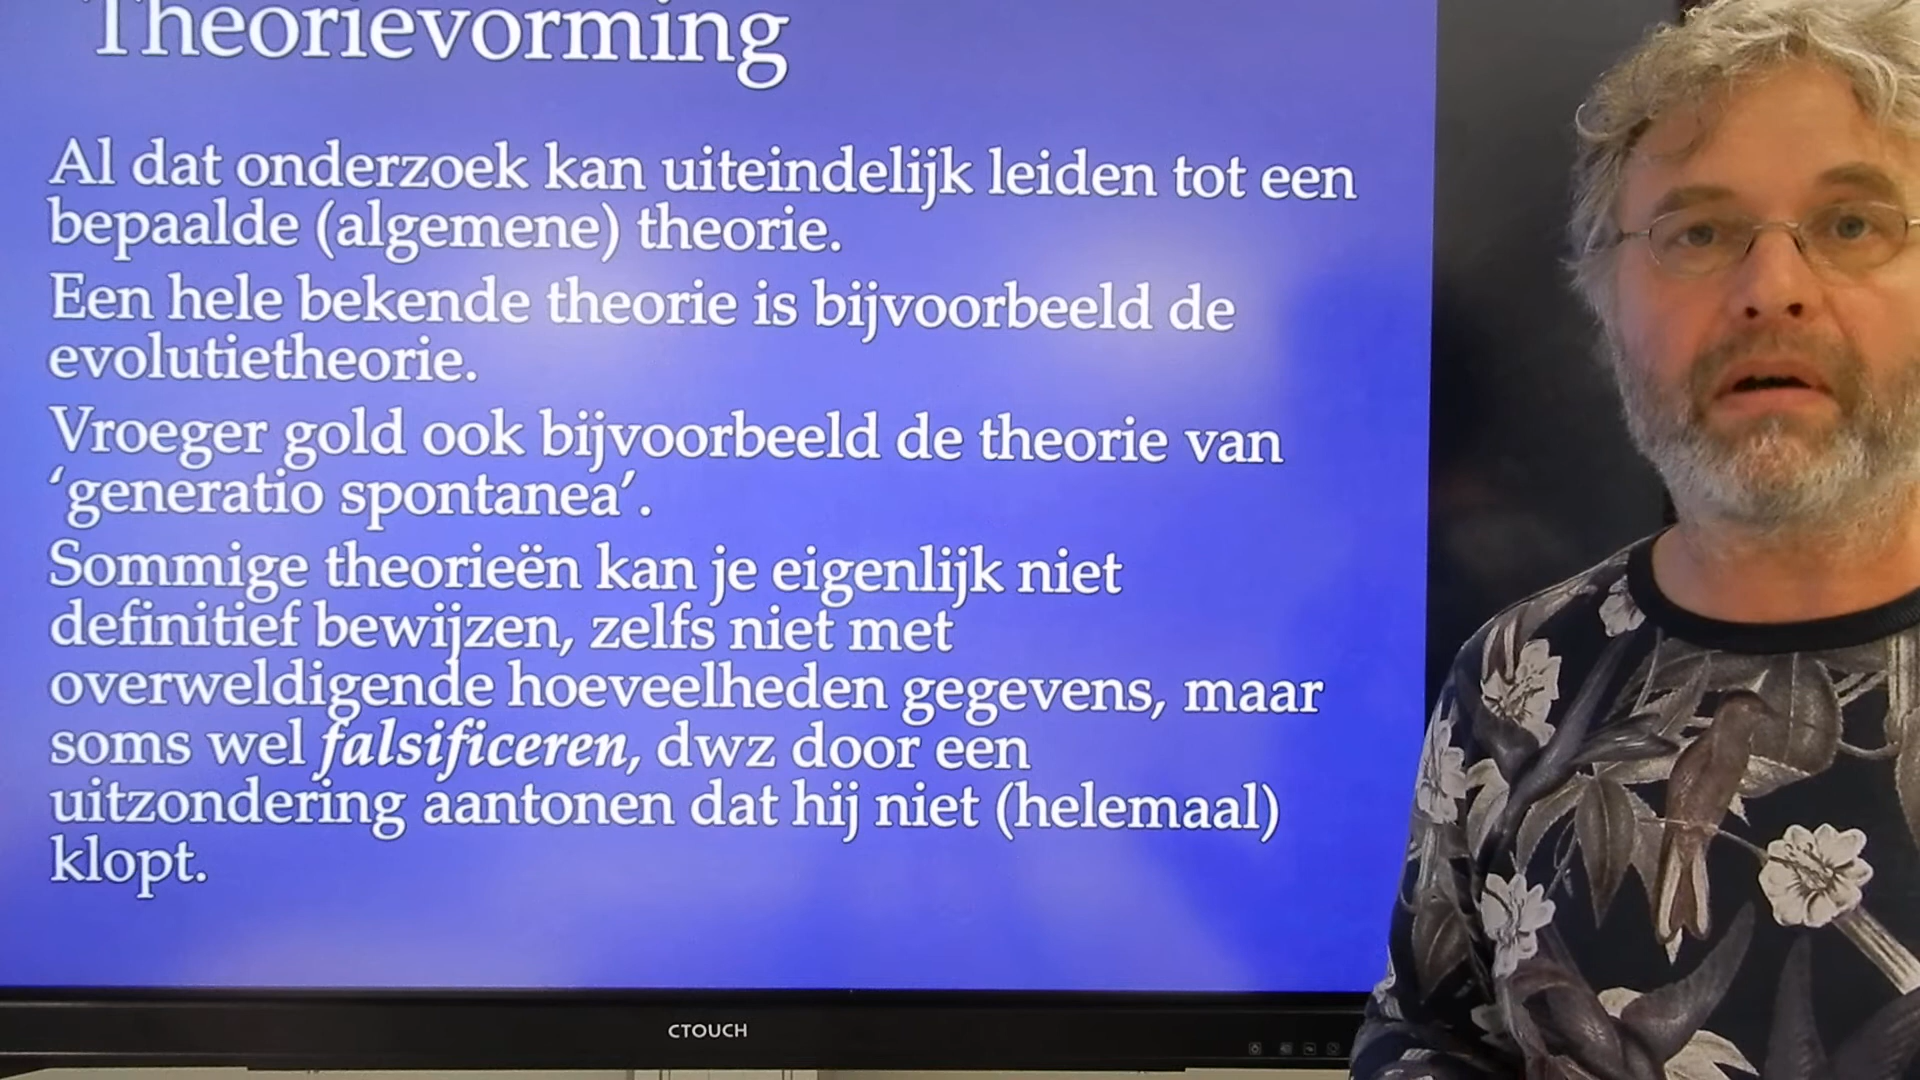 Theorievorming
Al dat onderzoek kan uiteindelijk leiden tot een
bepaalde (algemene) theorie.
Een hele bekende theorie is bijvoorbeeld de
evolutietheorie.
Vroeger gold ook bijvoorbeeld de theorie van
‘generatio spontanea’.
Sommige theorieën kan je eigenlijk niet
definitief bewijzen, zelfs niet met
overweldigende hoeveelheden gegevens, maar
soms wel falsificeren, dwz door een
uitzondering aantonen dat hij niet (helemaal)
klopt.
CTOUCH